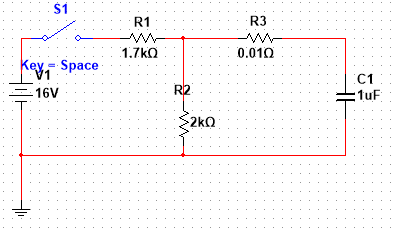 S1
R1
R3
1.7kΩ
0.01Ω
Key = Space
V1
16V
R2
2kΩ
C1
1uF